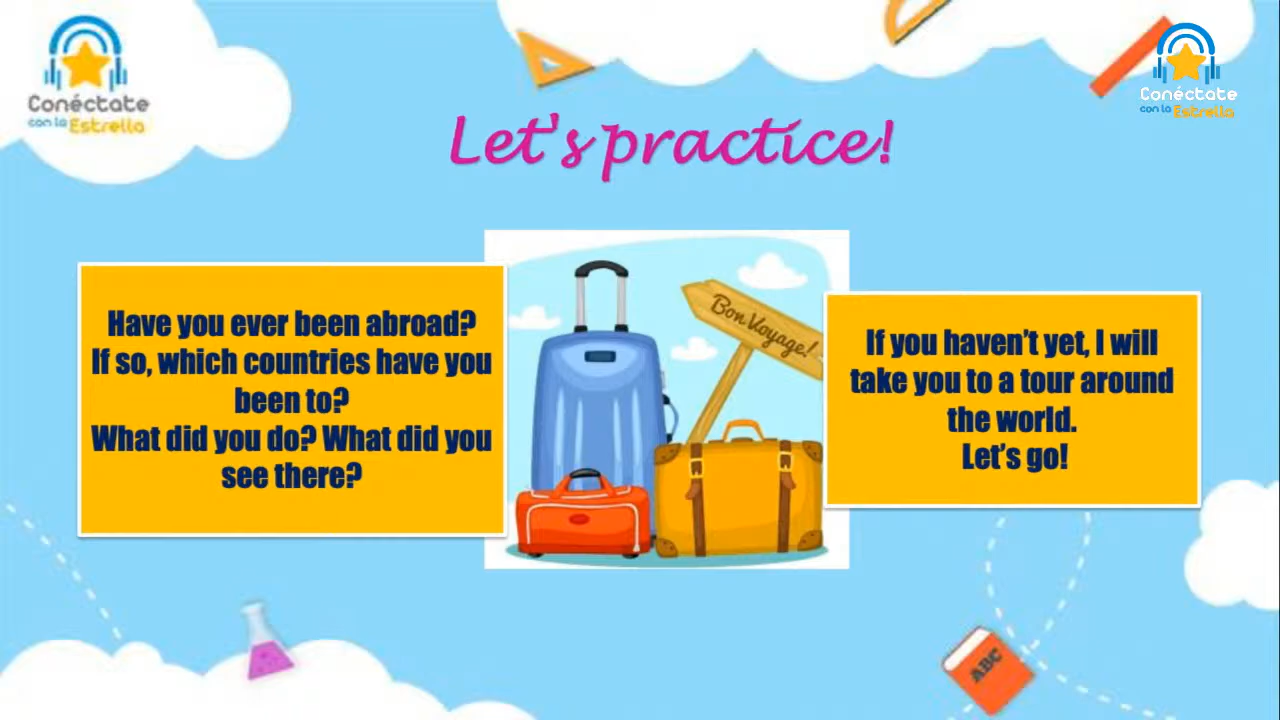 Conéctate
con la Estrella
Conéctate
con la Estrella
Let's practice!
Have you ever been abroad?
If so, which countries have you
been to?
What did you do? What did you
see there?
Bon Voyage!
If you haven't yet, I will
take you to a tour around
the world.
Let's go!
ABC